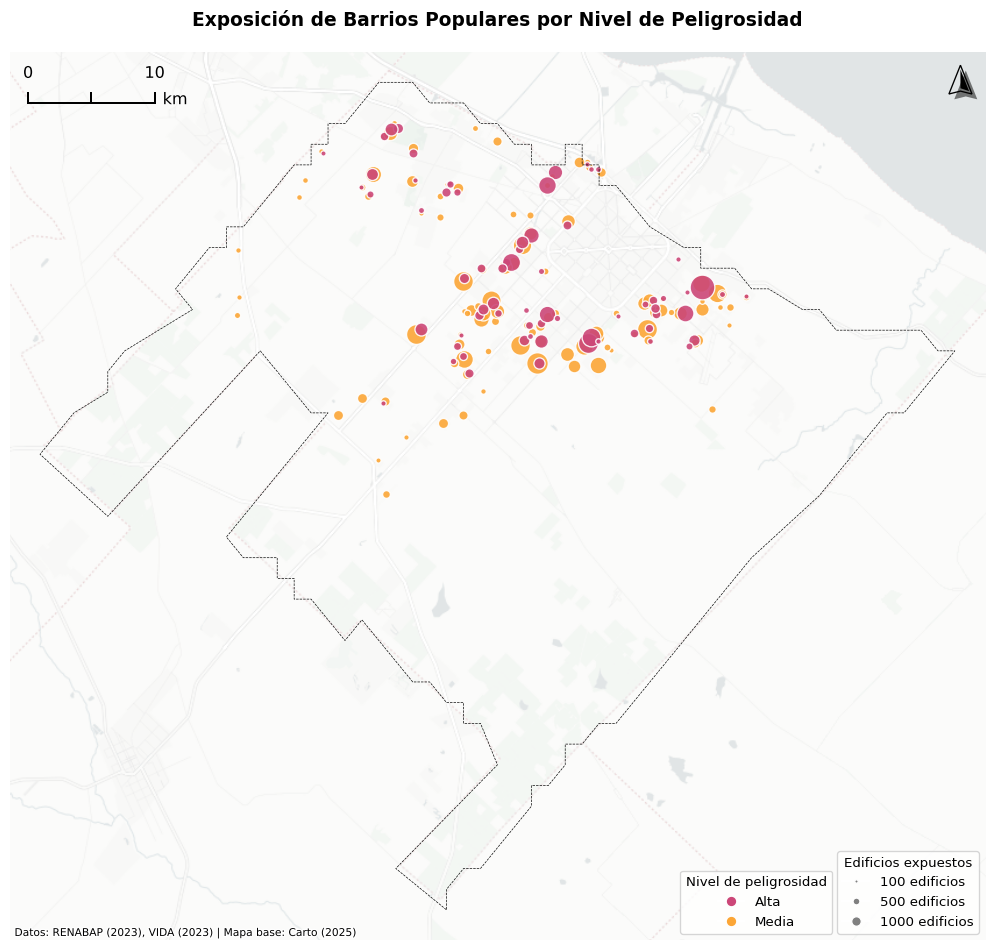 Exposición de Barrios Populares por Nivel de Peligrosidad
0 10
km
Nivel de peligrosidad
Alta
Media
Edificios expuestos
100 edificios
500 edificios
1000 edificios
Datos: RENABAP (2023), VIDA (2023) | Mapa base: Carto (2025)